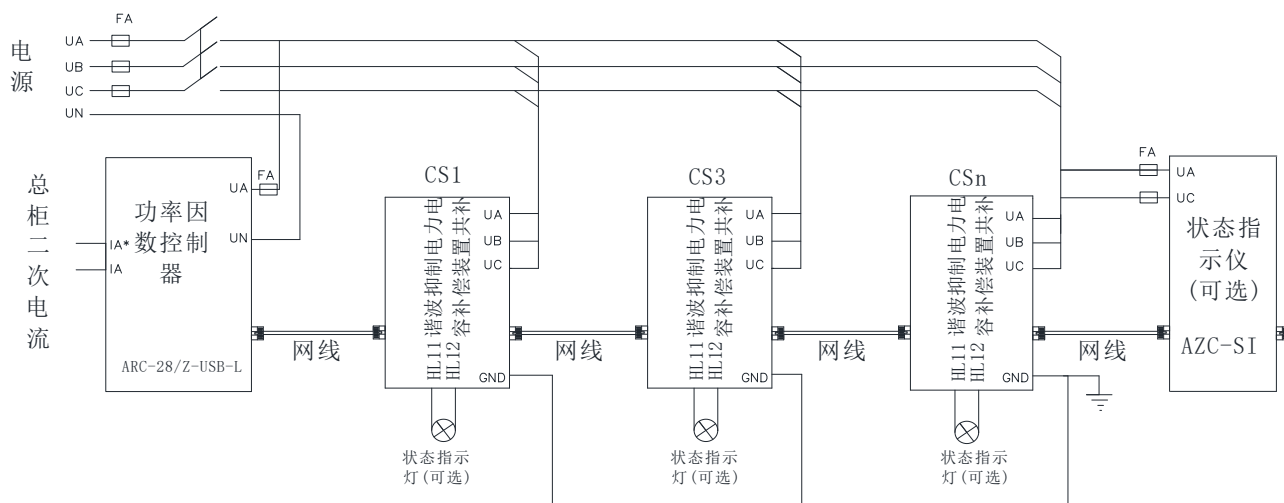 FA
电源
UA
UB
UC
UN
总柜二次电流
IA*
IA
功率因
数控制
器
UA
FA
UN
ARC-28/Z-USB-L
网线
CS1
谐波抑制电力电
容补偿装置共补
HL11
HL12
UA
UB
UC
GND
状态指示
灯(可选)
网线
CS3
谐波抑制电力电
容补偿装置共补
HL11
HL12
UA
UB
UC
GND
状态指示
灯(可选)
网线
CSn
谐波抑制电力电
容补偿装置共补
HL11
HL12
UA
UB
UC
GND
状态指示
灯(可选)
网线
FA
UA
UC
状态指
示仪
(可选)
AZC-SI